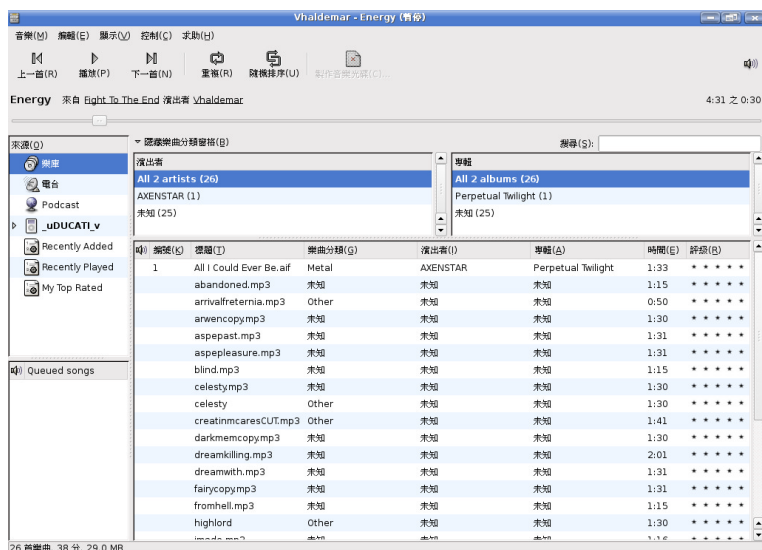 Vhaldemar - Energy (暫停)
音樂(M) 編輯(E) 顯示(V) 控制(C) 求助(H)
上一首(R) 播放(P) 下一首(N) 重複(R) 隨機排序(U) 製作音樂光碟(C)...
Energy 來自 Fight To The End 演出者 Vhaldemar 4:31 之 0:30
來源(O)
樂庫
電台
Podcast
_uDUCATi_v
Recently Added
Recently Played
My Top Rated
Queued songs
隱藏樂曲分類窗格(B) 搜尋(S):
演出者 專輯
All 2 artists (26) All 2 albums (26)
AXENSTAR (1) Perpetual Twilight (1)
未知 (25) 未知 (25)
編號(K) 標題(T) 樂曲分類(G) 演出者(I) 專輯(A) 時間(E) 評級(R)
1 All I Could Ever Be.aif Metal AXENSTAR Perpetual Twilight 1:33
abandoned.mp3 未知 未知 未知 1:15
arrivalfreternia.mp3 Other 未知 未知 0:50
arwencopy.mp3 未知 未知 未知 1:30
aspepast.mp3 未知 未知 未知 1:31
aspepleasure.mp3 未知 未知 未知 1:31
blind.mp3 未知 未知 未知 1:15
celesty.mp3 未知 未知 未知 1:30
celesty Other 未知 未知 1:30
creatinmcaresCUT.mp3 Other 未知 未知 1:41
darkmemcopy.mp3 未知 未知 未知 1:30
dreamkilling.mp3 未知 未知 未知 2:01
dreamwith.mp3 未知 未知 未知 1:31
fairycopy.mp3 未知 未知 未知 1:31
fromhell.mp3 未知 未知 未知 1:15
highlord Other 未知 未知 1:30
26 首樂曲, 38 分, 29.0 MB